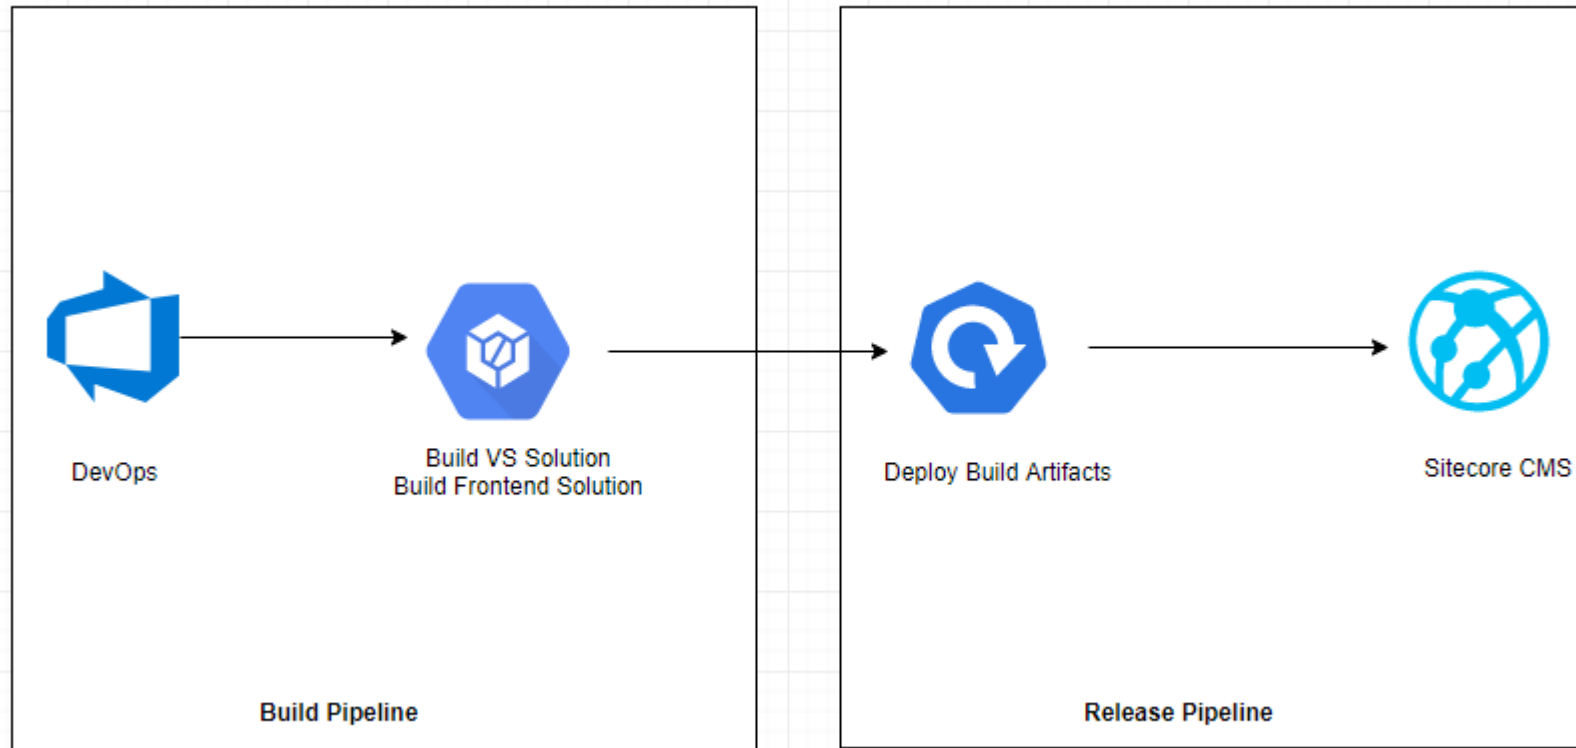 DevOps
Build VS Solution
Build Frontend Solution
Deploy Build Artifacts
Sitecore CMS
Build Pipeline
Release Pipeline